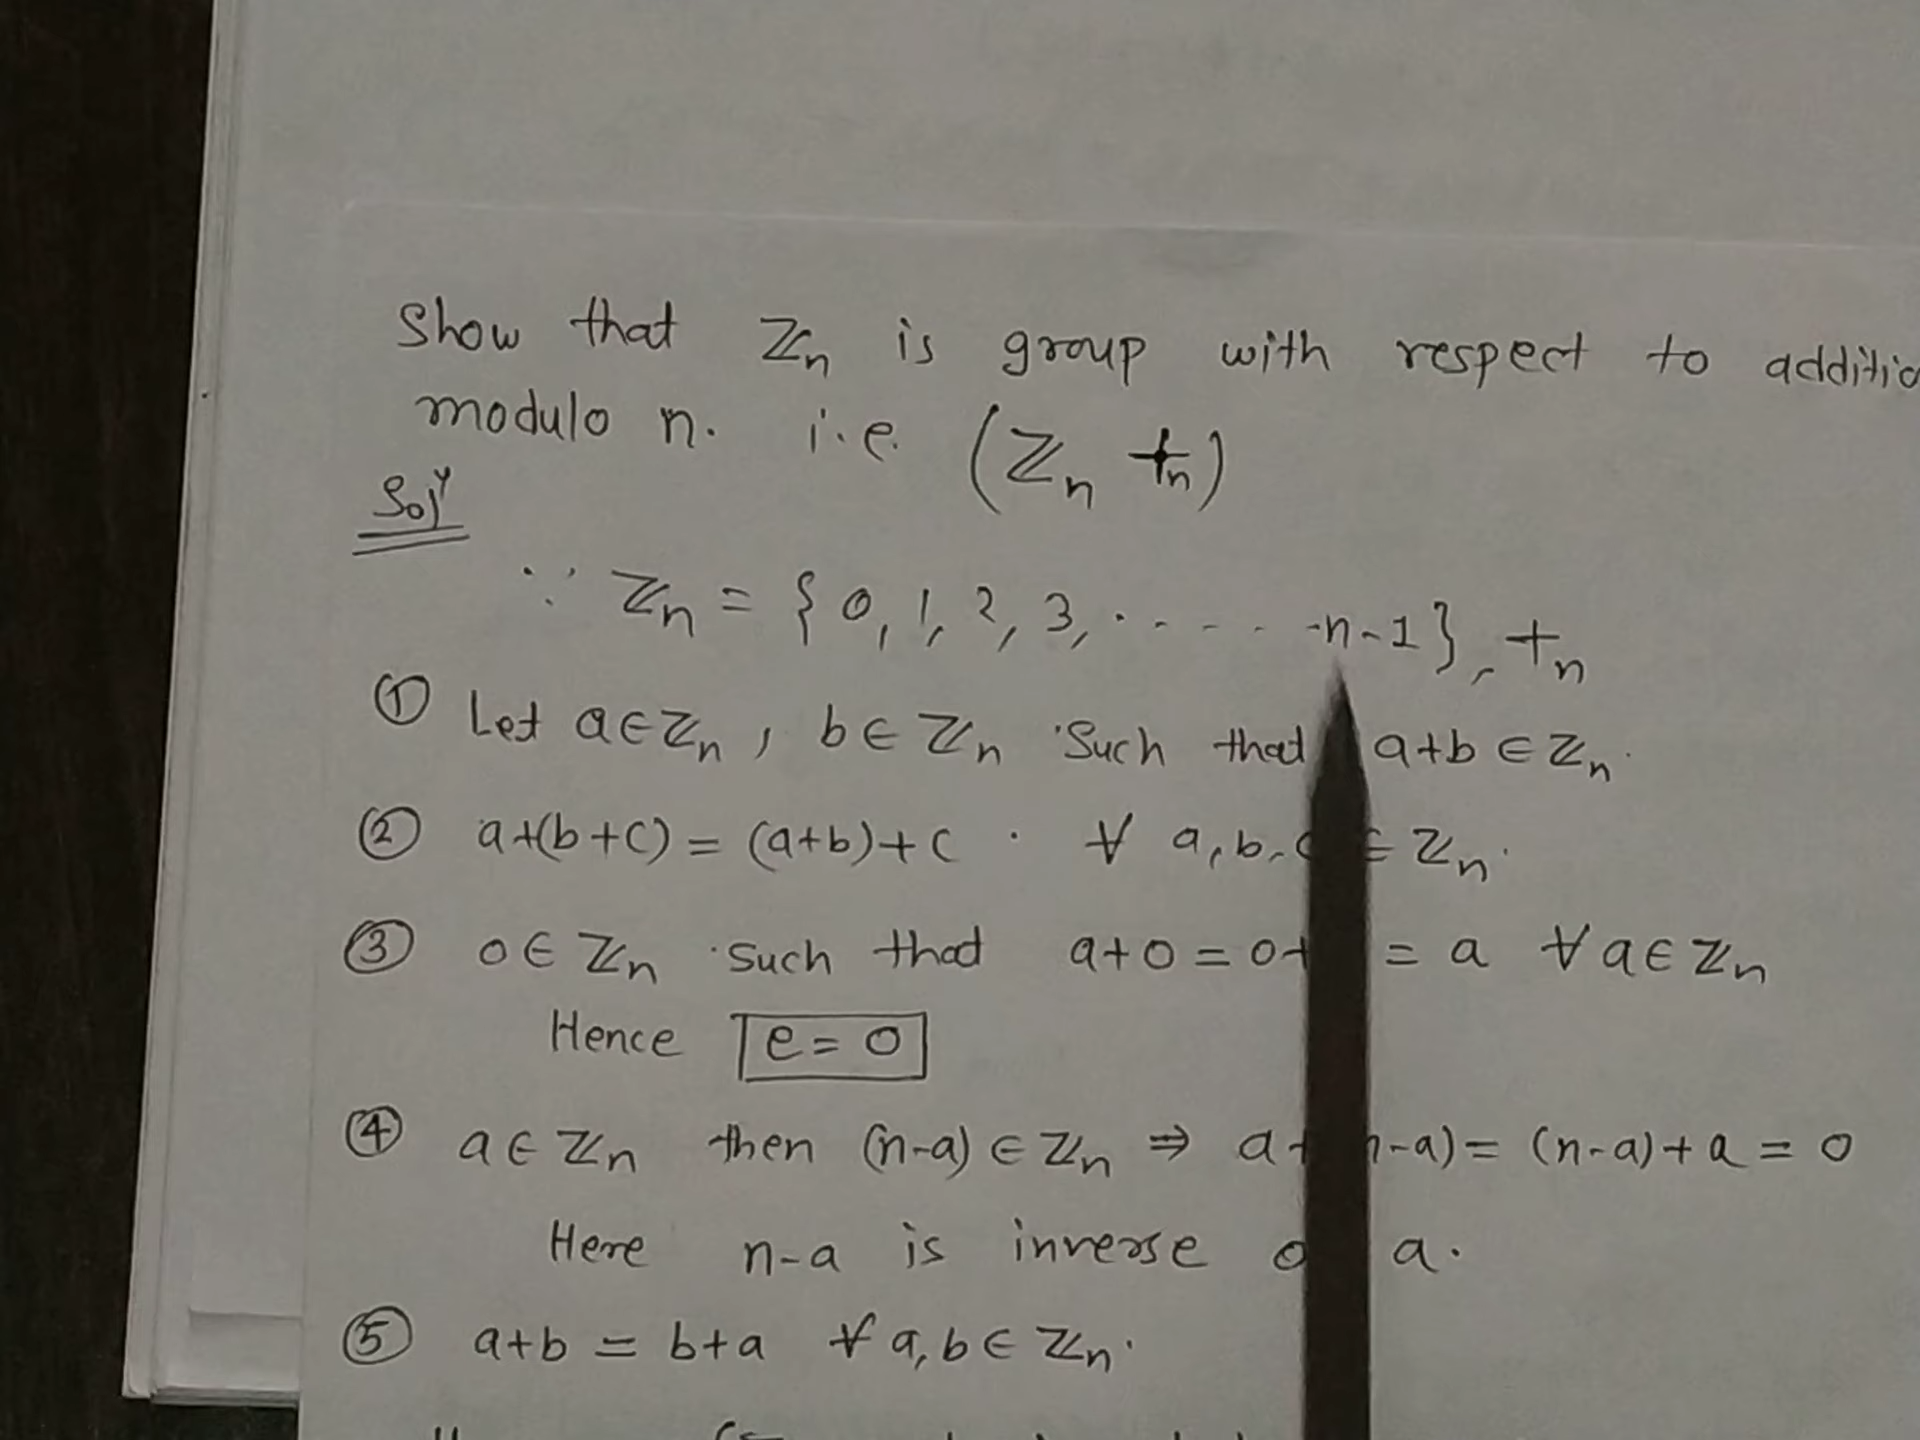 Show that Zn is group with respect to additio
modulo n. i.e. (Zn +n)
Solⁿ
∵ Zn = {0, 1, 2, 3, ..... n-1}, +n
① Let a∈Zn, b∈Zn Such that a+b ∈ Zn.
② a+(b+c) = (a+b)+c . ∀ a, b, c ∈ Zn.
③ 0∈ Zn Such that a+0 = 0+ = a ∀ a∈ Zn
Hence e=0
④ a∈ Zn then (n-a) ∈ Zn ⇒ a+ n-a) = (n-a)+a = 0
Here n-a is inverse a.
⑤ a+b = b+a ∀ a, b∈ Zn.